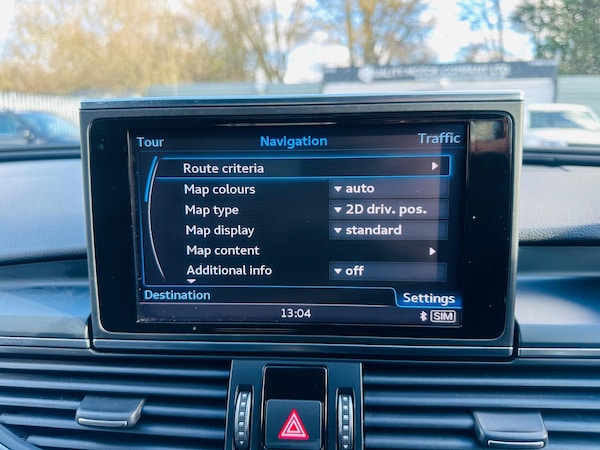 Tour Navigation Traffic
Route criteria
Map colours auto
Map type 2D driv. pos.
Map display standard
Map content
Additional info off
Destination Settings
13:04 SIM